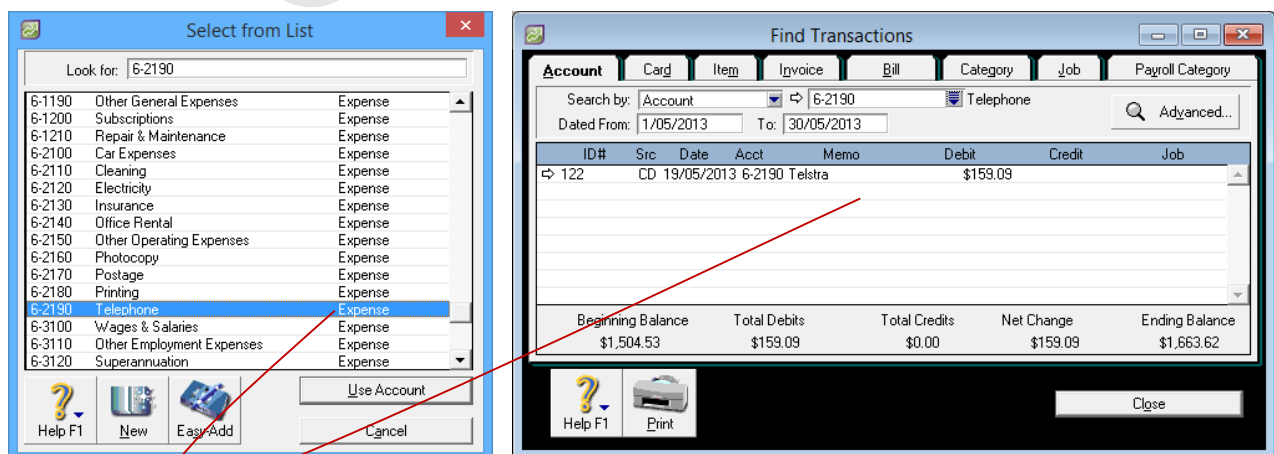 Select from List
Look for: 6-2190
6-1190 Other General Expenses Expense
6-1200 Subscriptions Expense
6-1210 Repair & Maintenance Expense
6-2100 Car Expenses Expense
6-2110 Cleaning Expense
6-2120 Electricity Expense
6-2130 Insurance Expense
6-2140 Office Rental Expense
6-2150 Other Operating Expenses Expense
6-2160 Photocopy Expense
6-2170 Postage Expense
6-2180 Printing Expense
6-2190 Telephone Expense
6-3100 Wages & Salaries Expense
6-3110 Other Employment Expenses Expense
6-3120 Superannuation Expense
Use Account
Help F1 New Easy-Add Cancel
Find Transactions
Account Card Item Invoice Bill Category Job Payroll Category
Search by: Account 6-2190 Telephone
Advanced...
Dated From: 1/05/2013 To: 30/05/2013
ID# Src Date Acct Memo Debit Credit Job
122 CD 19/05/2013 6-2190 Telstra $159.09
Beginning Balance Total Debits Total Credits Net Change Ending Balance
$1,504.53 $159.09 $0.00 $159.09 $1,663.62
Help F1 Print Close